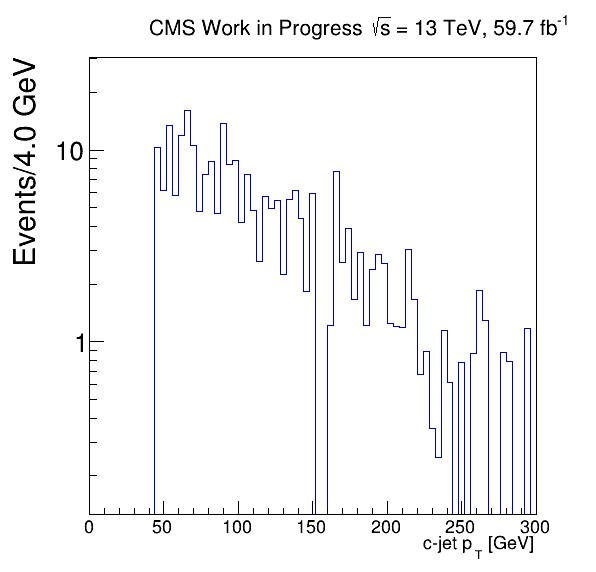 CMS Work in Progress √s = 13 TeV, 59.7 fb⁻¹
Events/4.0 GeV
10
1
0 50 100 150 200 250 300
c-jet p_T [GeV]